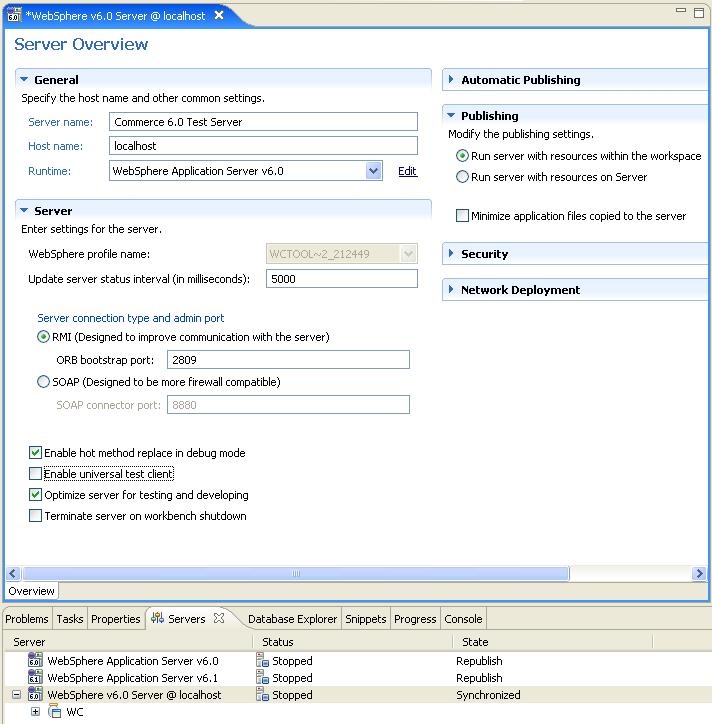 *WebSphere v6.0 Server @ localhost
Server Overview
General
Specify the host name and other common settings.
Server name: Commerce 6.0 Test Server
Host name: localhost
Runtime: WebSphere Application Server v6.0 Edit
Server
Enter settings for the server.
WebSphere profile name: WCTOOL~2_212449
Update server status interval (in milliseconds): 5000
Server connection type and admin port
RMI (Designed to improve communication with the server)
ORB bootstrap port: 2809
SOAP (Designed to be more firewall compatible)
SOAP connector port: 8880
Enable hot method replace in debug mode
Enable universal test client
Optimize server for testing and developing
Terminate server on workbench shutdown
Automatic Publishing
Publishing
Modify the publishing settings.
Run server with resources within the workspace
Run server with resources on Server
Minimize application files copied to the server
Security
Network Deployment
Overview
Problems Tasks Properties Servers Database Explorer Snippets Progress Console
Server Status State
6.0 WebSphere Application Server v6.0 Stopped Republish
6.1 WebSphere Application Server v6.1 Stopped Republish
6.0 WebSphere v6.0 Server @ localhost Stopped Synchronized
WC